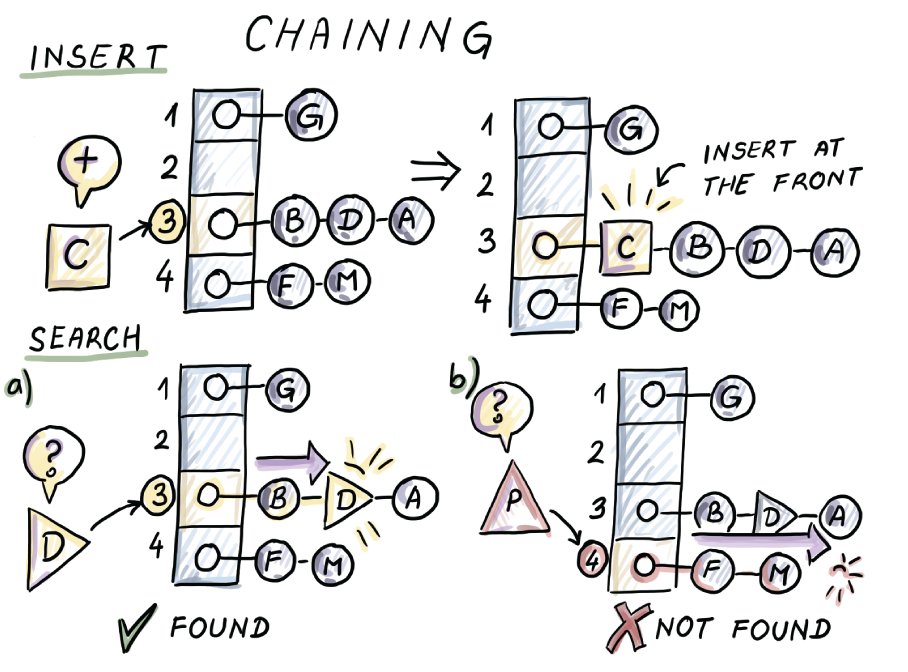 CHAINING
INSERT
1 G
2
+
C
3 B D A
4 F M
1 G
2
3 C B D A
4 F M
INSERT AT
THE FRONT
SEARCH
a)
?
D
1 G
2
3 B D A
4 F M
FOUND
b)
?
P
1 G
2
3 B D A
4 F M
NOT FOUND